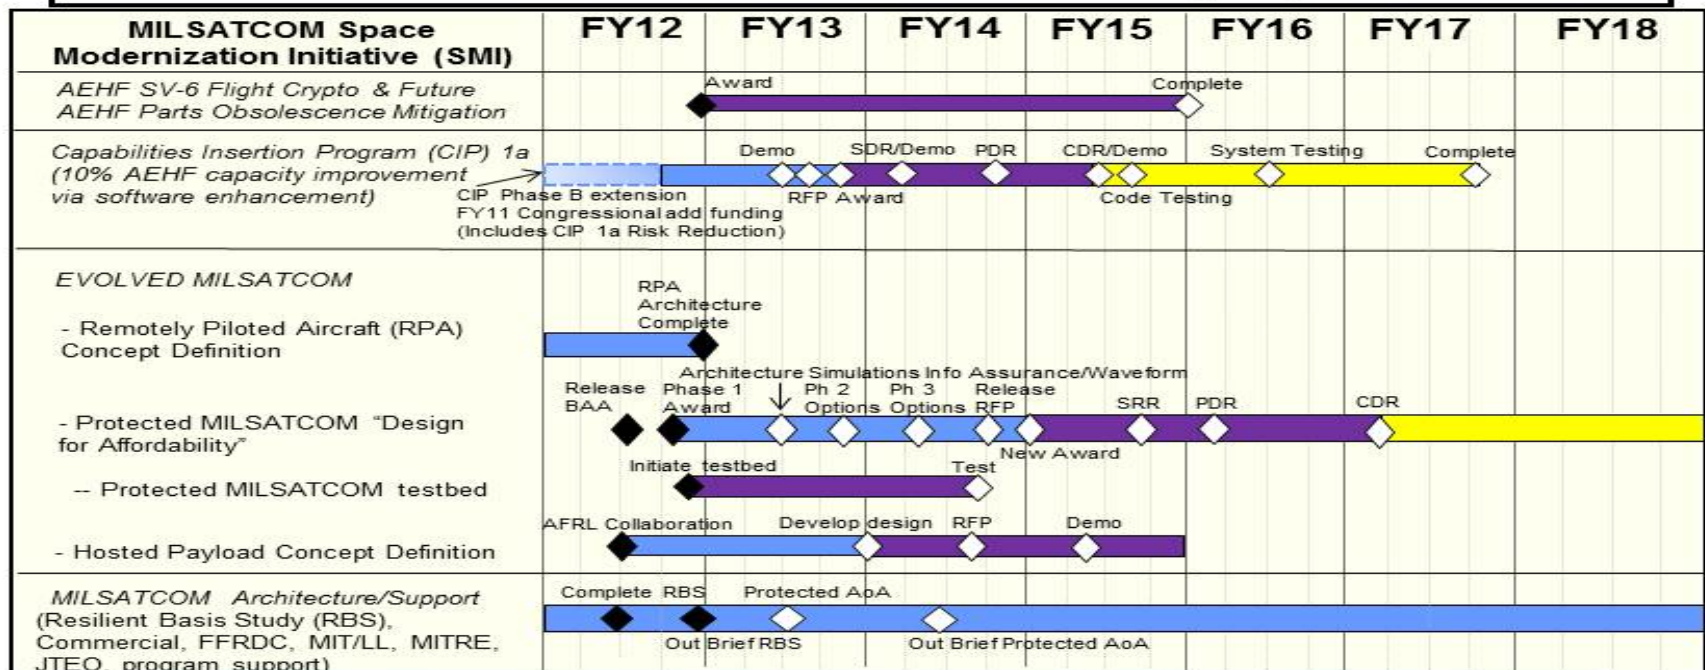 MILSATCOM Space
Modernization Initiative (SMI)
FY12 FY13 FY14 FY15 FY16 FY17 FY18
AEHF SV-6 Flight Crypto & Future
AEHF Parts Obsolescence Mitigation
Award
Complete
Capabilities Insertion Program (CIP) 1a
(10% AEHF capacity improvement
via software enhancement)
Demo
SDR/Demo
PDR
CDR/Demo
System Testing
Complete
CIP Phase B extension
FY11 Congressional add funding
(Includes CIP 1a Risk Reduction)
RFP Award
Code Testing
EVOLVED MILSATCOM
- Remotely Piloted Aircraft (RPA)
Concept Definition
RPA
Architecture
Complete
- Protected MILSATCOM “Design
for Affordability”
Architecture Simulations Info Assurance/Waveform
Release
BAA
Phase 1
Award
Ph 2
Options
Ph 3
Options
Release
RFP
SRR
PDR
CDR
New Award
-- Protected MILSATCOM testbed
Initiate testbed
Test
- Hosted Payload Concept Definition
AFRL Collaboration
Develop design
RFP
Demo
MILSATCOM Architecture/Support
(Resilient Basis Study (RBS),
Commercial, FFRDC, MIT/LL, MITRE,
JTEO, program support)
Complete RBS
Protected AoA
Out Brief RBS
Out Brief Protected AoA